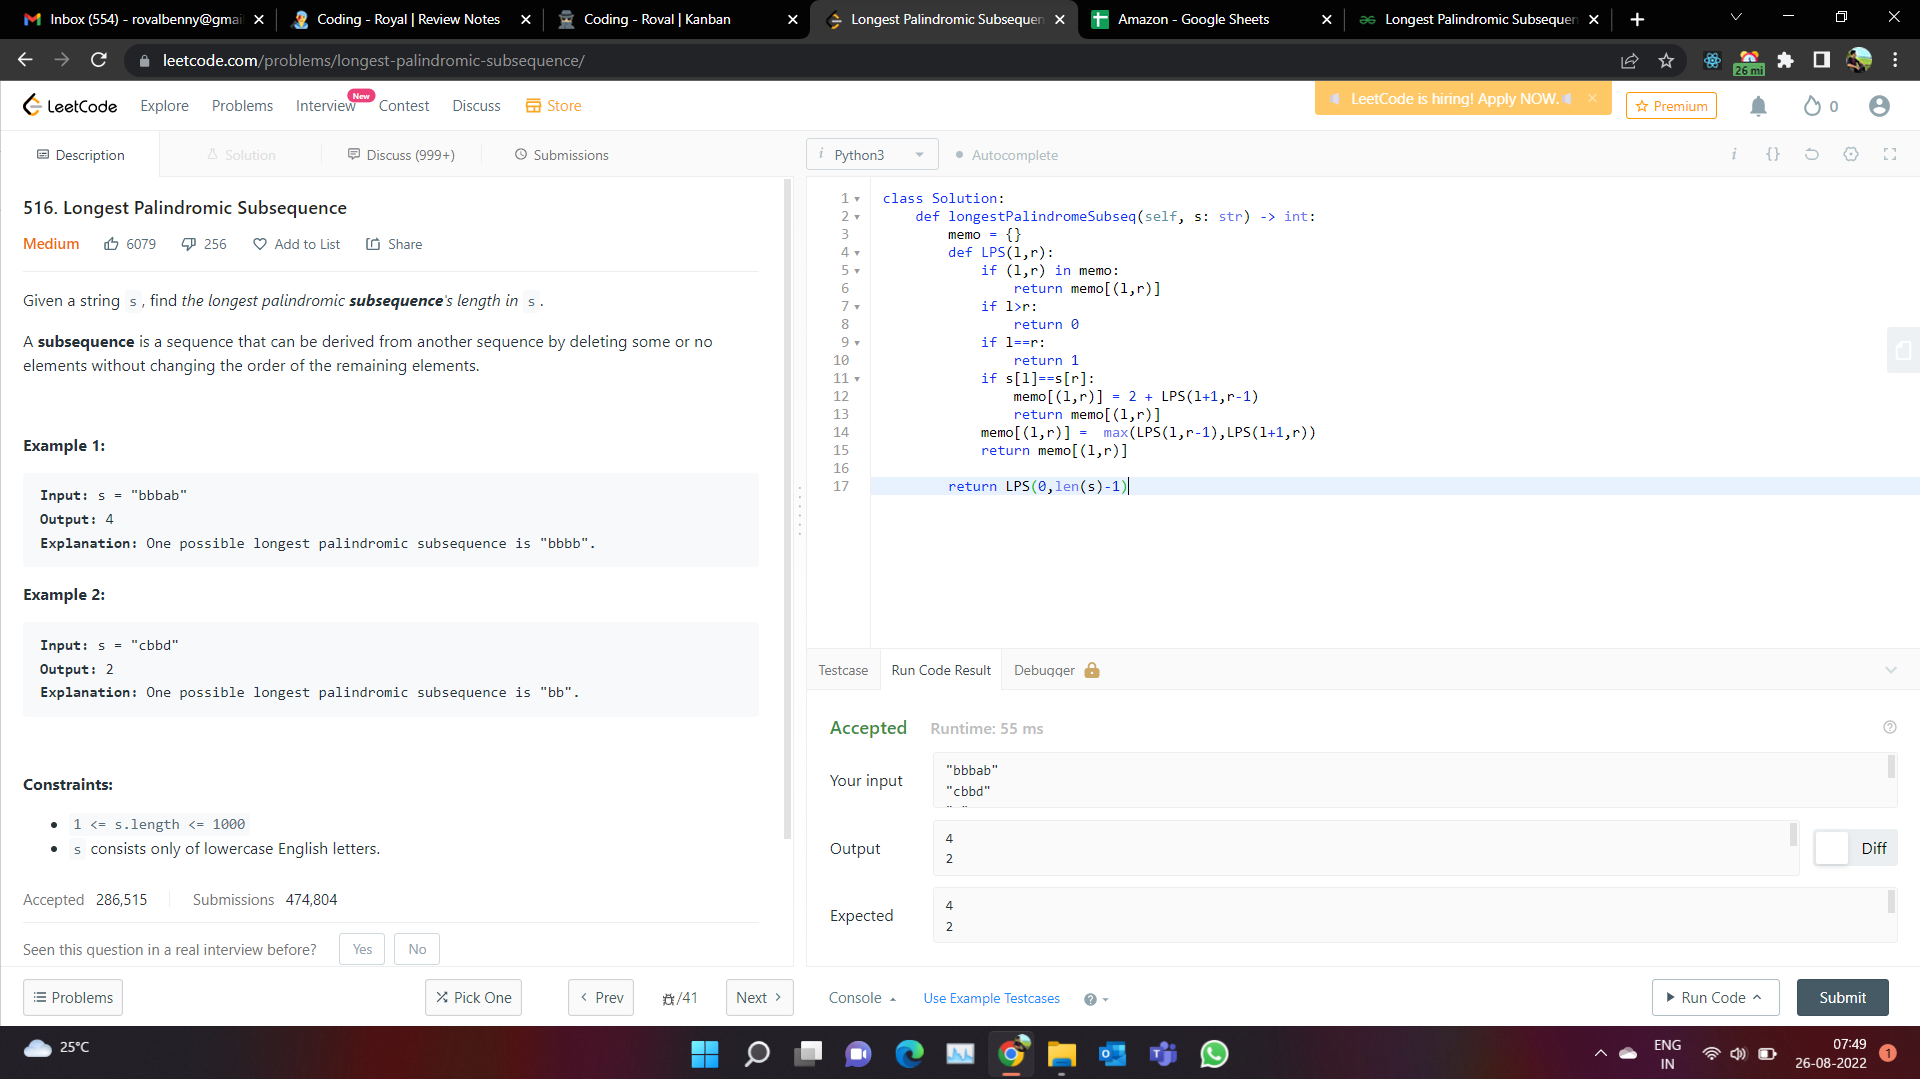 Inbox (554) - rovalbenny@gmai
Coding - Royal | Review Notes
Coding - Roval | Kanban
Longest Palindromic Subsequen
Amazon - Google Sheets
Longest Palindromic Subsequen
leetcode.com/problems/longest-palindromic-subsequence/
26 mi
LeetCode
Explore
Problems
Interview
New
Contest
Discuss
Store
LeetCode is hiring! Apply NOW.
Premium
0
Description
Solution
Discuss (999+)
Submissions
Python3
Autocomplete
516. Longest Palindromic Subsequence
Medium
6079
256
Add to List
Share
Given a string s, find the longest palindromic subsequence's length in s.
A subsequence is a sequence that can be derived from another sequence by deleting some or no
elements without changing the order of the remaining elements.
Example 1:
Input: s = "bbbab"
Output: 4
Explanation: One possible longest palindromic subsequence is "bbbb".
Example 2:
Input: s = "cbbd"
Output: 2
Explanation: One possible longest palindromic subsequence is "bb".
Constraints:
1 <= s.length <= 1000
s consists only of lowercase English letters.
Accepted 286,515
Submissions 474,804
Seen this question in a real interview before?
Yes
No
Problems
Pick One
Prev
/41
Next
1 class Solution:
2 def longestPalindromeSubseq(self, s: str) -> int:
3 memo = {}
4 def LPS(l,r):
5 if (l,r) in memo:
6 return memo[(l,r)]
7 if l>r:
8 return 0
9 if l==r:
10 return 1
11 if s[l]==s[r]:
12 memo[(l,r)] = 2 + LPS(l+1,r-1)
13 return memo[(l,r)]
14 memo[(l,r)] =  max(LPS(l,r-1),LPS(l+1,r))
15 return memo[(l,r)]
16
17 return LPS(0,len(s)-1)
Testcase
Run Code Result
Debugger
Accepted
Runtime: 55 ms
Your input
"bbbab"
"cbbd"
Output
4
2
Diff
Expected
4
2
Console
Use Example Testcases
Run Code
Submit
25°C
ENG
IN
07:49
26-08-2022
1